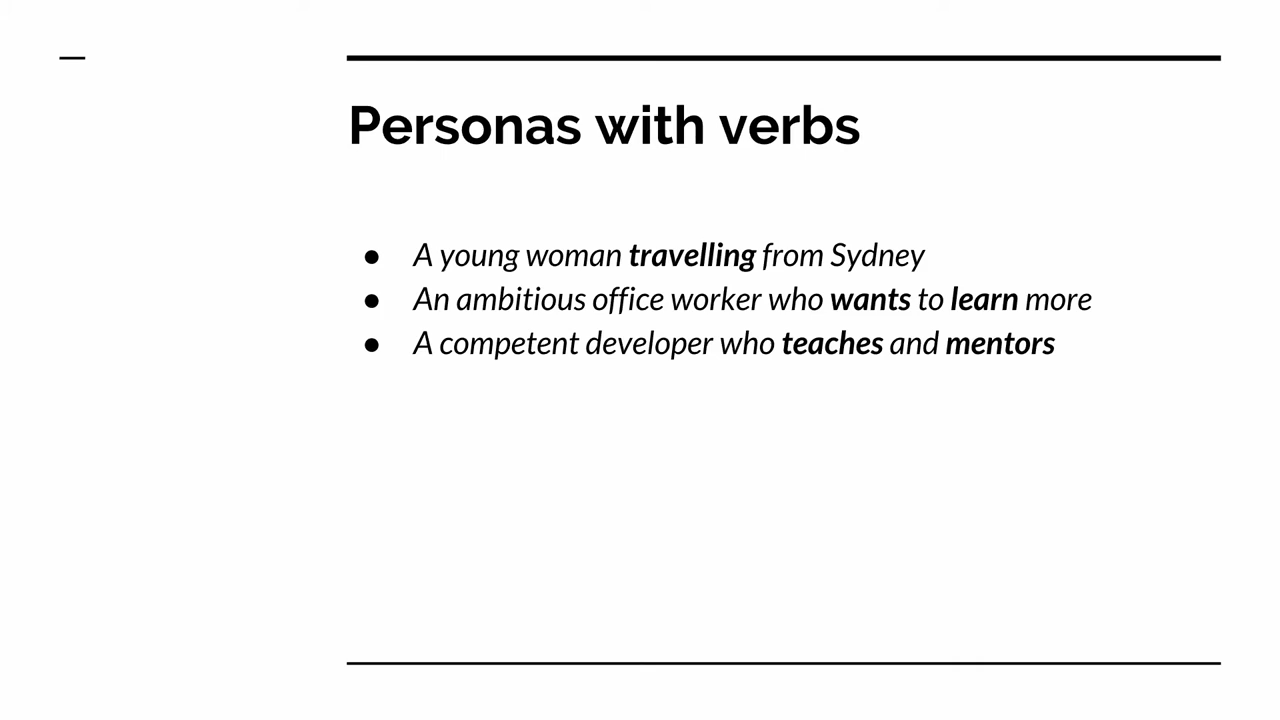 Personas with verbs
● A young woman travelling from Sydney
● An ambitious office worker who wants to learn more
● A competent developer who teaches and mentors